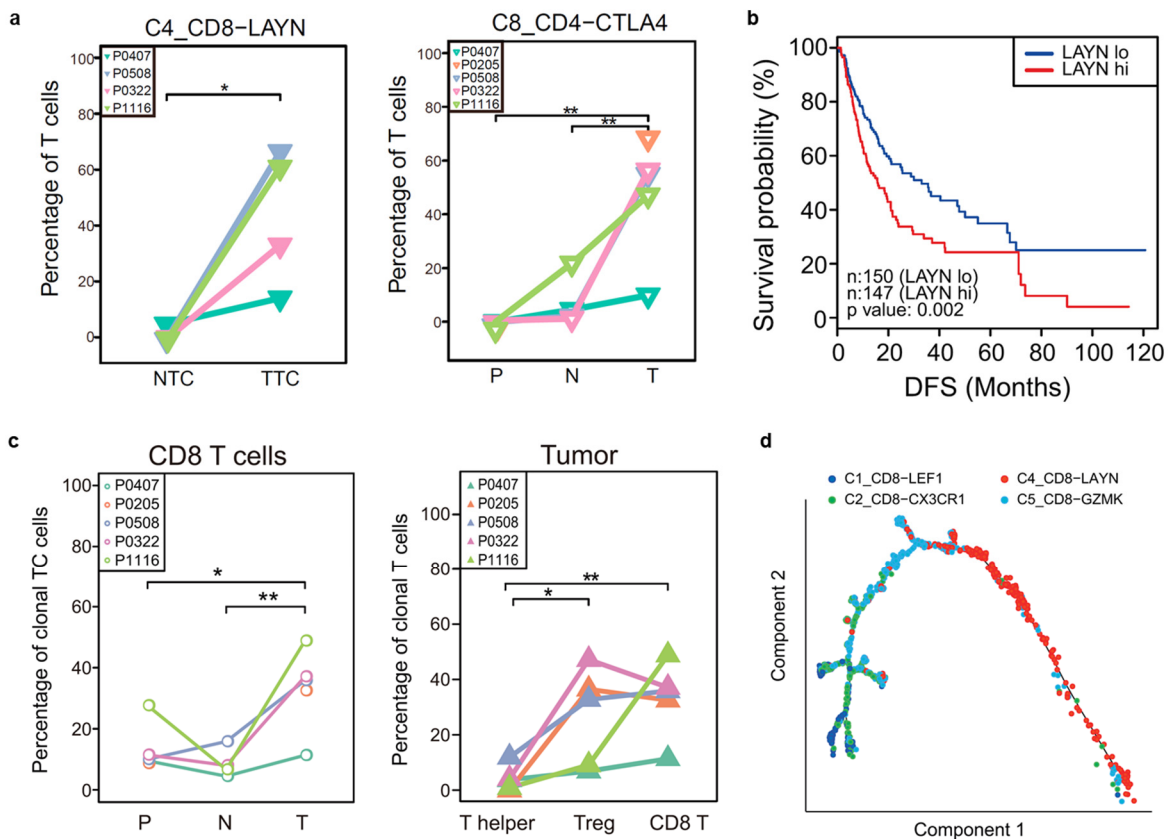 a
C4_CD8−LAYN
Percentage of T cells
100
80
60
40
20
0
P0407
P0508
P0322
P1116
*
NTC
TTC
C8_CD4−CTLA4
Percentage of T cells
100
80
60
40
20
0
P0407
P0205
P0508
P0322
P1116
**
**
P
N
T
b
Survival probability (%)
100
80
60
40
20
0
LAYN lo
LAYN hi
n:150 (LAYN lo)
n:147 (LAYN hi)
p value: 0.002
0 20 40 60 80 100 120
DFS (Months)
c
CD8 T cells
Percentage of clonal TC cells
100
80
60
40
20
0
P0407
P0205
P0508
P0322
P1116
*
**
P
N
T
Tumor
Percentage of clonal T cells
100
80
60
40
20
0
P0407
P0205
P0508
P0322
P1116
**
*
T helper
Treg
CD8 T
d
C1_CD8−LEF1
C4_CD8−LAYN
C2_CD8−CX3CR1
C5_CD8−GZMK
Component 2
Component 1